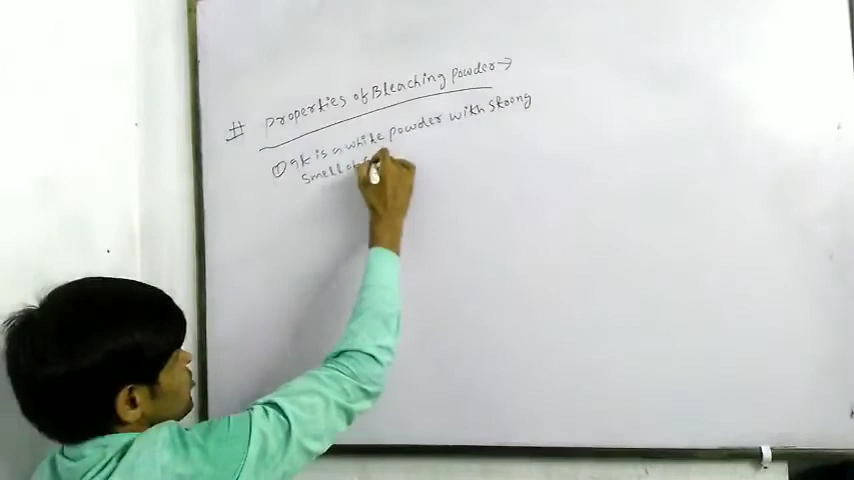 # Properties of Bleaching powder →
① It is a white powder with strong
smell of